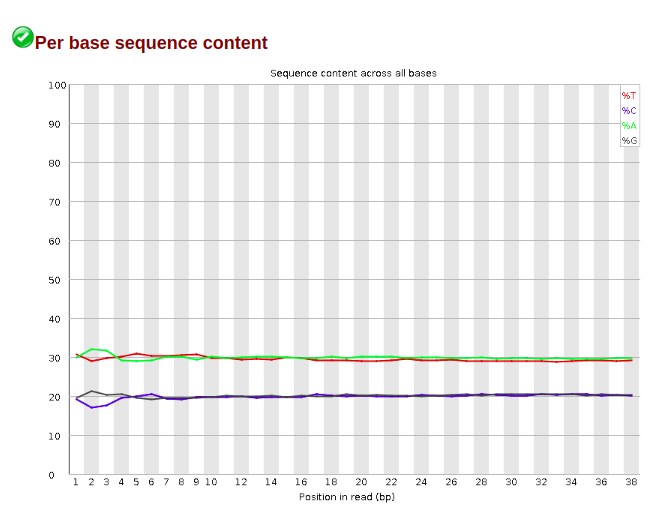 Per base sequence content
Sequence content across all bases
100
90
80
70
60
50
40
30
20
10
0
%T
%C
%A
%G
1 2 3 4 5 6 7 8 9 10 12 14 16 18 20 22 24 26 28 30 32 34 36 38
Position in read (bp)